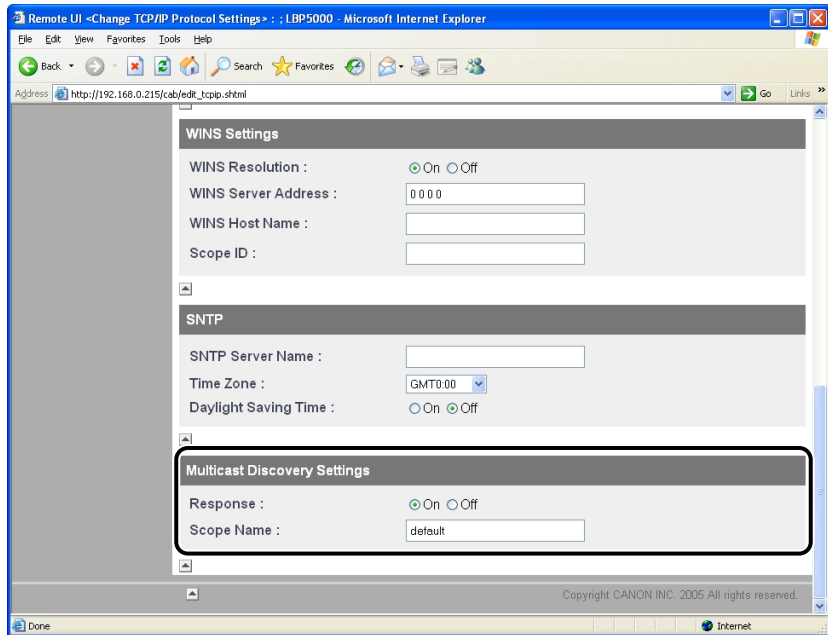 Remote UI <Change TCP/IP Protocol Settings> : ; LBP5000 - Microsoft Internet Explorer
File Edit View Favorites Tools Help
Back Search Favorites
Address http://192.168.0.215/cab/edit_tcpip.shtml Go Links »
WINS Settings
WINS Resolution : On Off
WINS Server Address : 0 0 0 0
WINS Host Name :
Scope ID :
SNTP
SNTP Server Name :
Time Zone : GMT0:00
Daylight Saving Time : On Off
Multicast Discovery Settings
Response : On Off
Scope Name : default
Copyright CANON INC. 2005 All rights reserved.
Done Internet